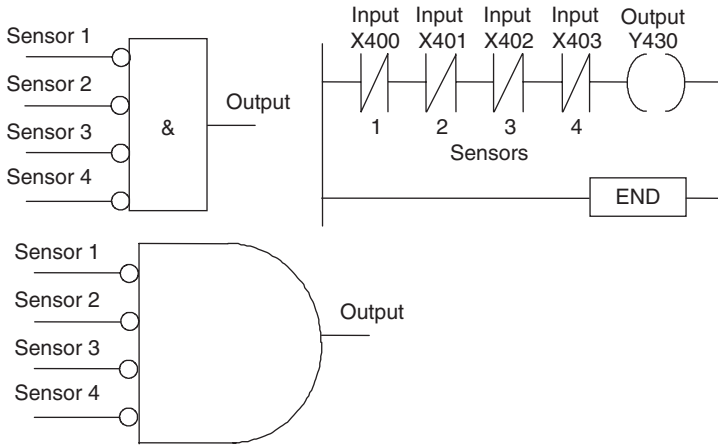 Sensor 1
Sensor 2
Sensor 3
Sensor 4
&
Output
Input Input Input Input Output
X400 X401 X402 X403 Y430
1 2 3 4
Sensors
END
Sensor 1
Sensor 2
Sensor 3
Sensor 4
Output